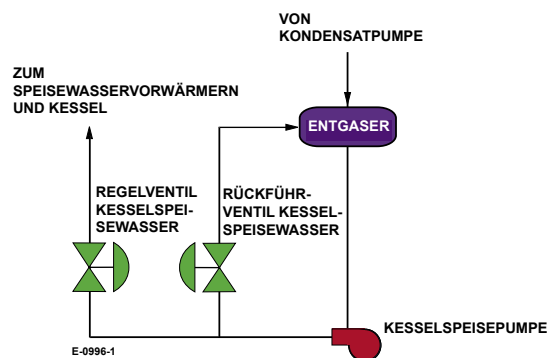 VON
KONDENSATPUMPE
ZUM
SPEISEWASSERVORWÄRMERN
UND KESSEL
ENTGASER
REGELVENTIL
KESSELSPEI-
SEWASSER
RÜCKFÜHR-
VENTIL KESSEL-
SPEISEWASSER
KESSELSPEISEPUMPE
E-0996-1